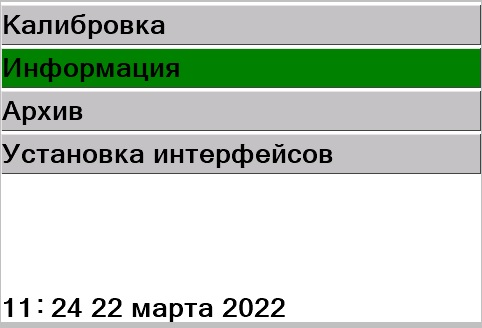 Калибровка
Информация
Архив
Установка интерфейсов
11: 24 22 марта 2022